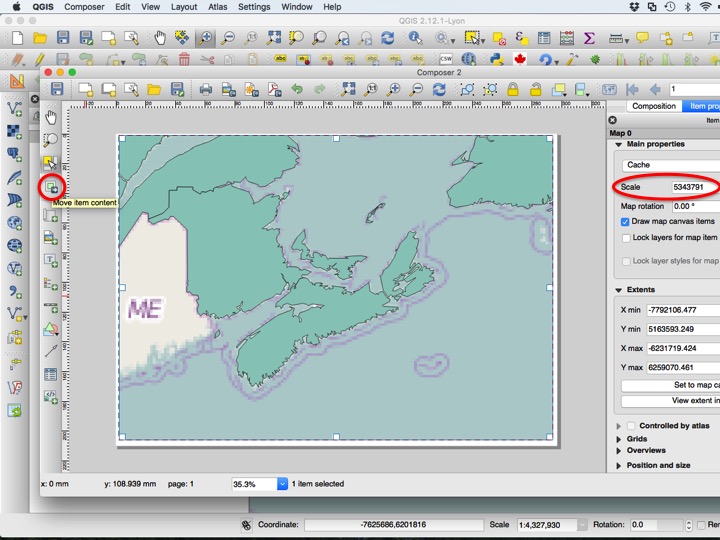 QGIS Composer Edit View Layout Atlas Settings Window Help
QGIS 2.12.1-Lyon
Composer 2
1
Composition Item prop
Item
Map 0
Main properties
Cache
Scale 5343791
Map rotation 0.00 °
Draw map canvas items
Lock layers for map item
Lock layer styles for map
Move item content
ME
Extents
X min -7792106.477
Y min 5163593.249
X max -6231719.424
Y max 6259070.461
Set to map ca
View extent in
Controlled by atlas
Grids
Overviews
Position and size
x: 0 mm y: 108.939 mm page: 1 35.3% 1 item selected
Coordinate: -7625686,6201816 Scale 1:4,327,930 Rotation: 0.0 Ren